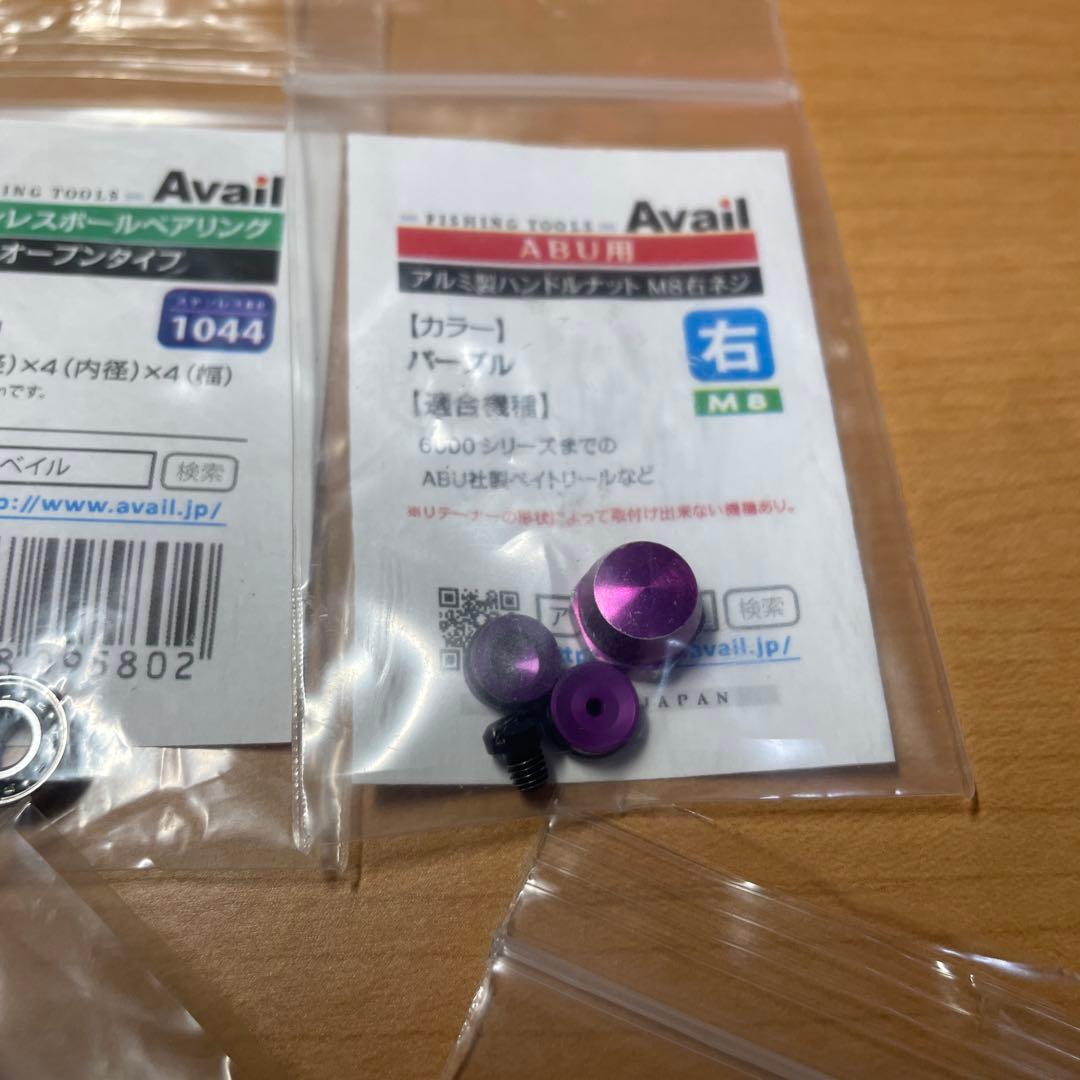 ING TOOLS Avail
レスボールベアリング
オープンタイプ
1044
)×4(内径)×4(幅)
です。
ベイル 検索
p://www.avail.jp/
95802
FISHING TOOLS Avail
ABU用
アルミ製ハンドルナット M8右ネジ
【カラー】
パープル
右
M8
【適合機種】
6000シリーズまでの
ABU社製ベイトリールなど
※リテーナーの形状によって取付け出来ない機種あり。
ア 検索
avail.jp/
JAPAN